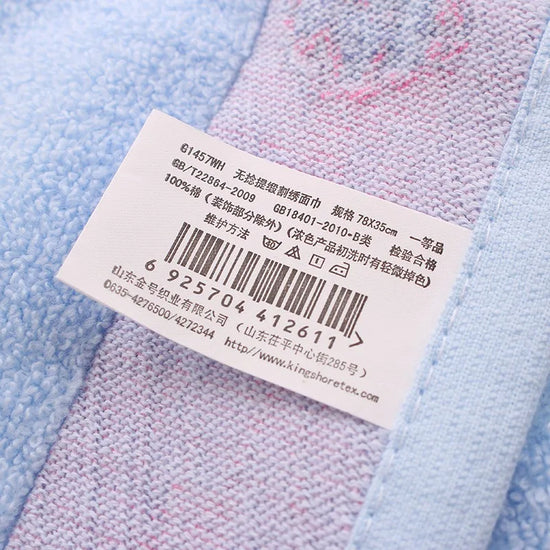 G1457WH 无捻提缎割绣面巾 规格 78X35cm 一等品
GB/T22864-2009 GB18401-2010·B类 检验合格
100%棉（装饰部分除外）（浓色产品初洗时有轻微掉色）
维护方法
6 925704 412611 >
山东金号织业有限公司（山东茌平中心街285号）
✆0635-4276500/4272344 http//www.kingshoretex.com